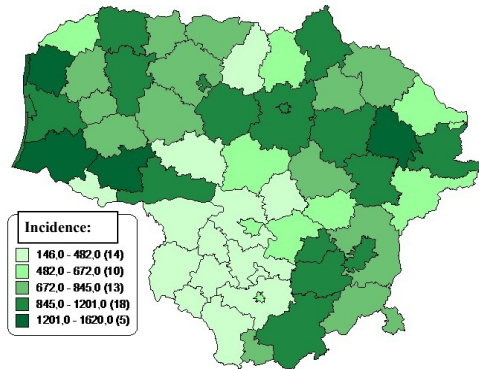 Incidence:
146,0 - 482,0 (14)
482,0 - 672,0 (10)
672,0 - 845,0 (13)
845,0 - 1201,0 (18)
1201,0 - 1620,0 (5)